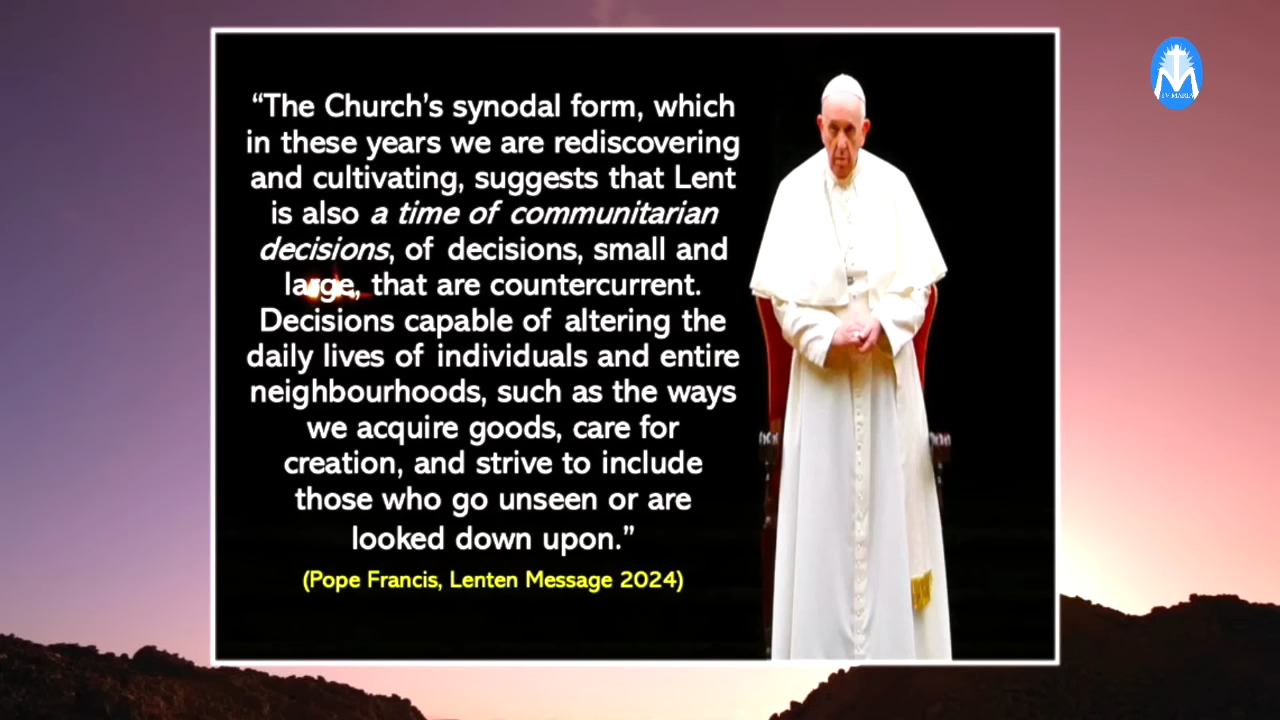 “The Church’s synodal form, which
in these years we are rediscovering
and cultivating, suggests that Lent
is also a time of communitarian
decisions, of decisions, small and
large, that are countercurrent.
Decisions capable of altering the
daily lives of individuals and entire
neighbourhoods, such as the ways
we acquire goods, care for
creation, and strive to include
those who go unseen or are
looked down upon.”
(Pope Francis, Lenten Message 2024)
TV MARIA